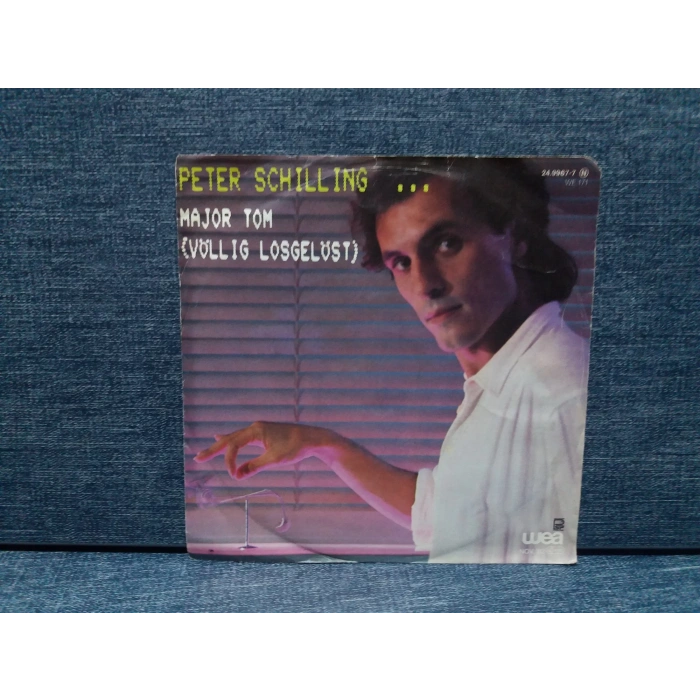 PETER SCHILLING ...
24.9967-7 N
MAJOR TOM
(VÖLLIG LOSGELÖST)
wea